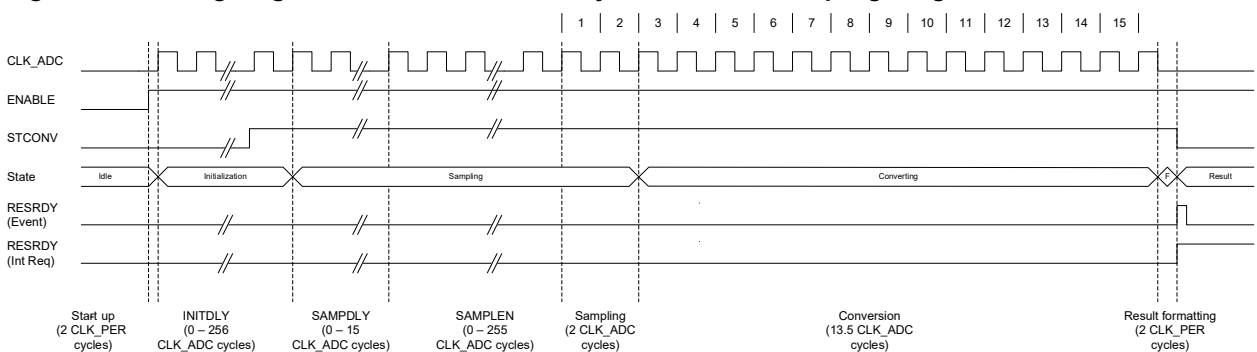 1 2 3 4 5 6 7 8 9 10 11 12 13 14 15
CLK_ADC
ENABLE
STCONV
State Idle Initialization Sampling Converting F Result
RESRDY
(Event)
RESRDY
(Int Req)
Start up
(2 CLK_PER
cycles)
INITDLY
(0 – 256
CLK_ADC cycles)
SAMPDLY
(0 – 15
CLK_ADC cycles)
SAMPLEN
(0 – 255
CLK_ADC cycles)
Sampling
(2 CLK_ADC
cycles)
Conversion
(13.5 CLK_ADC
cycles)
Result formatting
(2 CLK_PER
cycles)